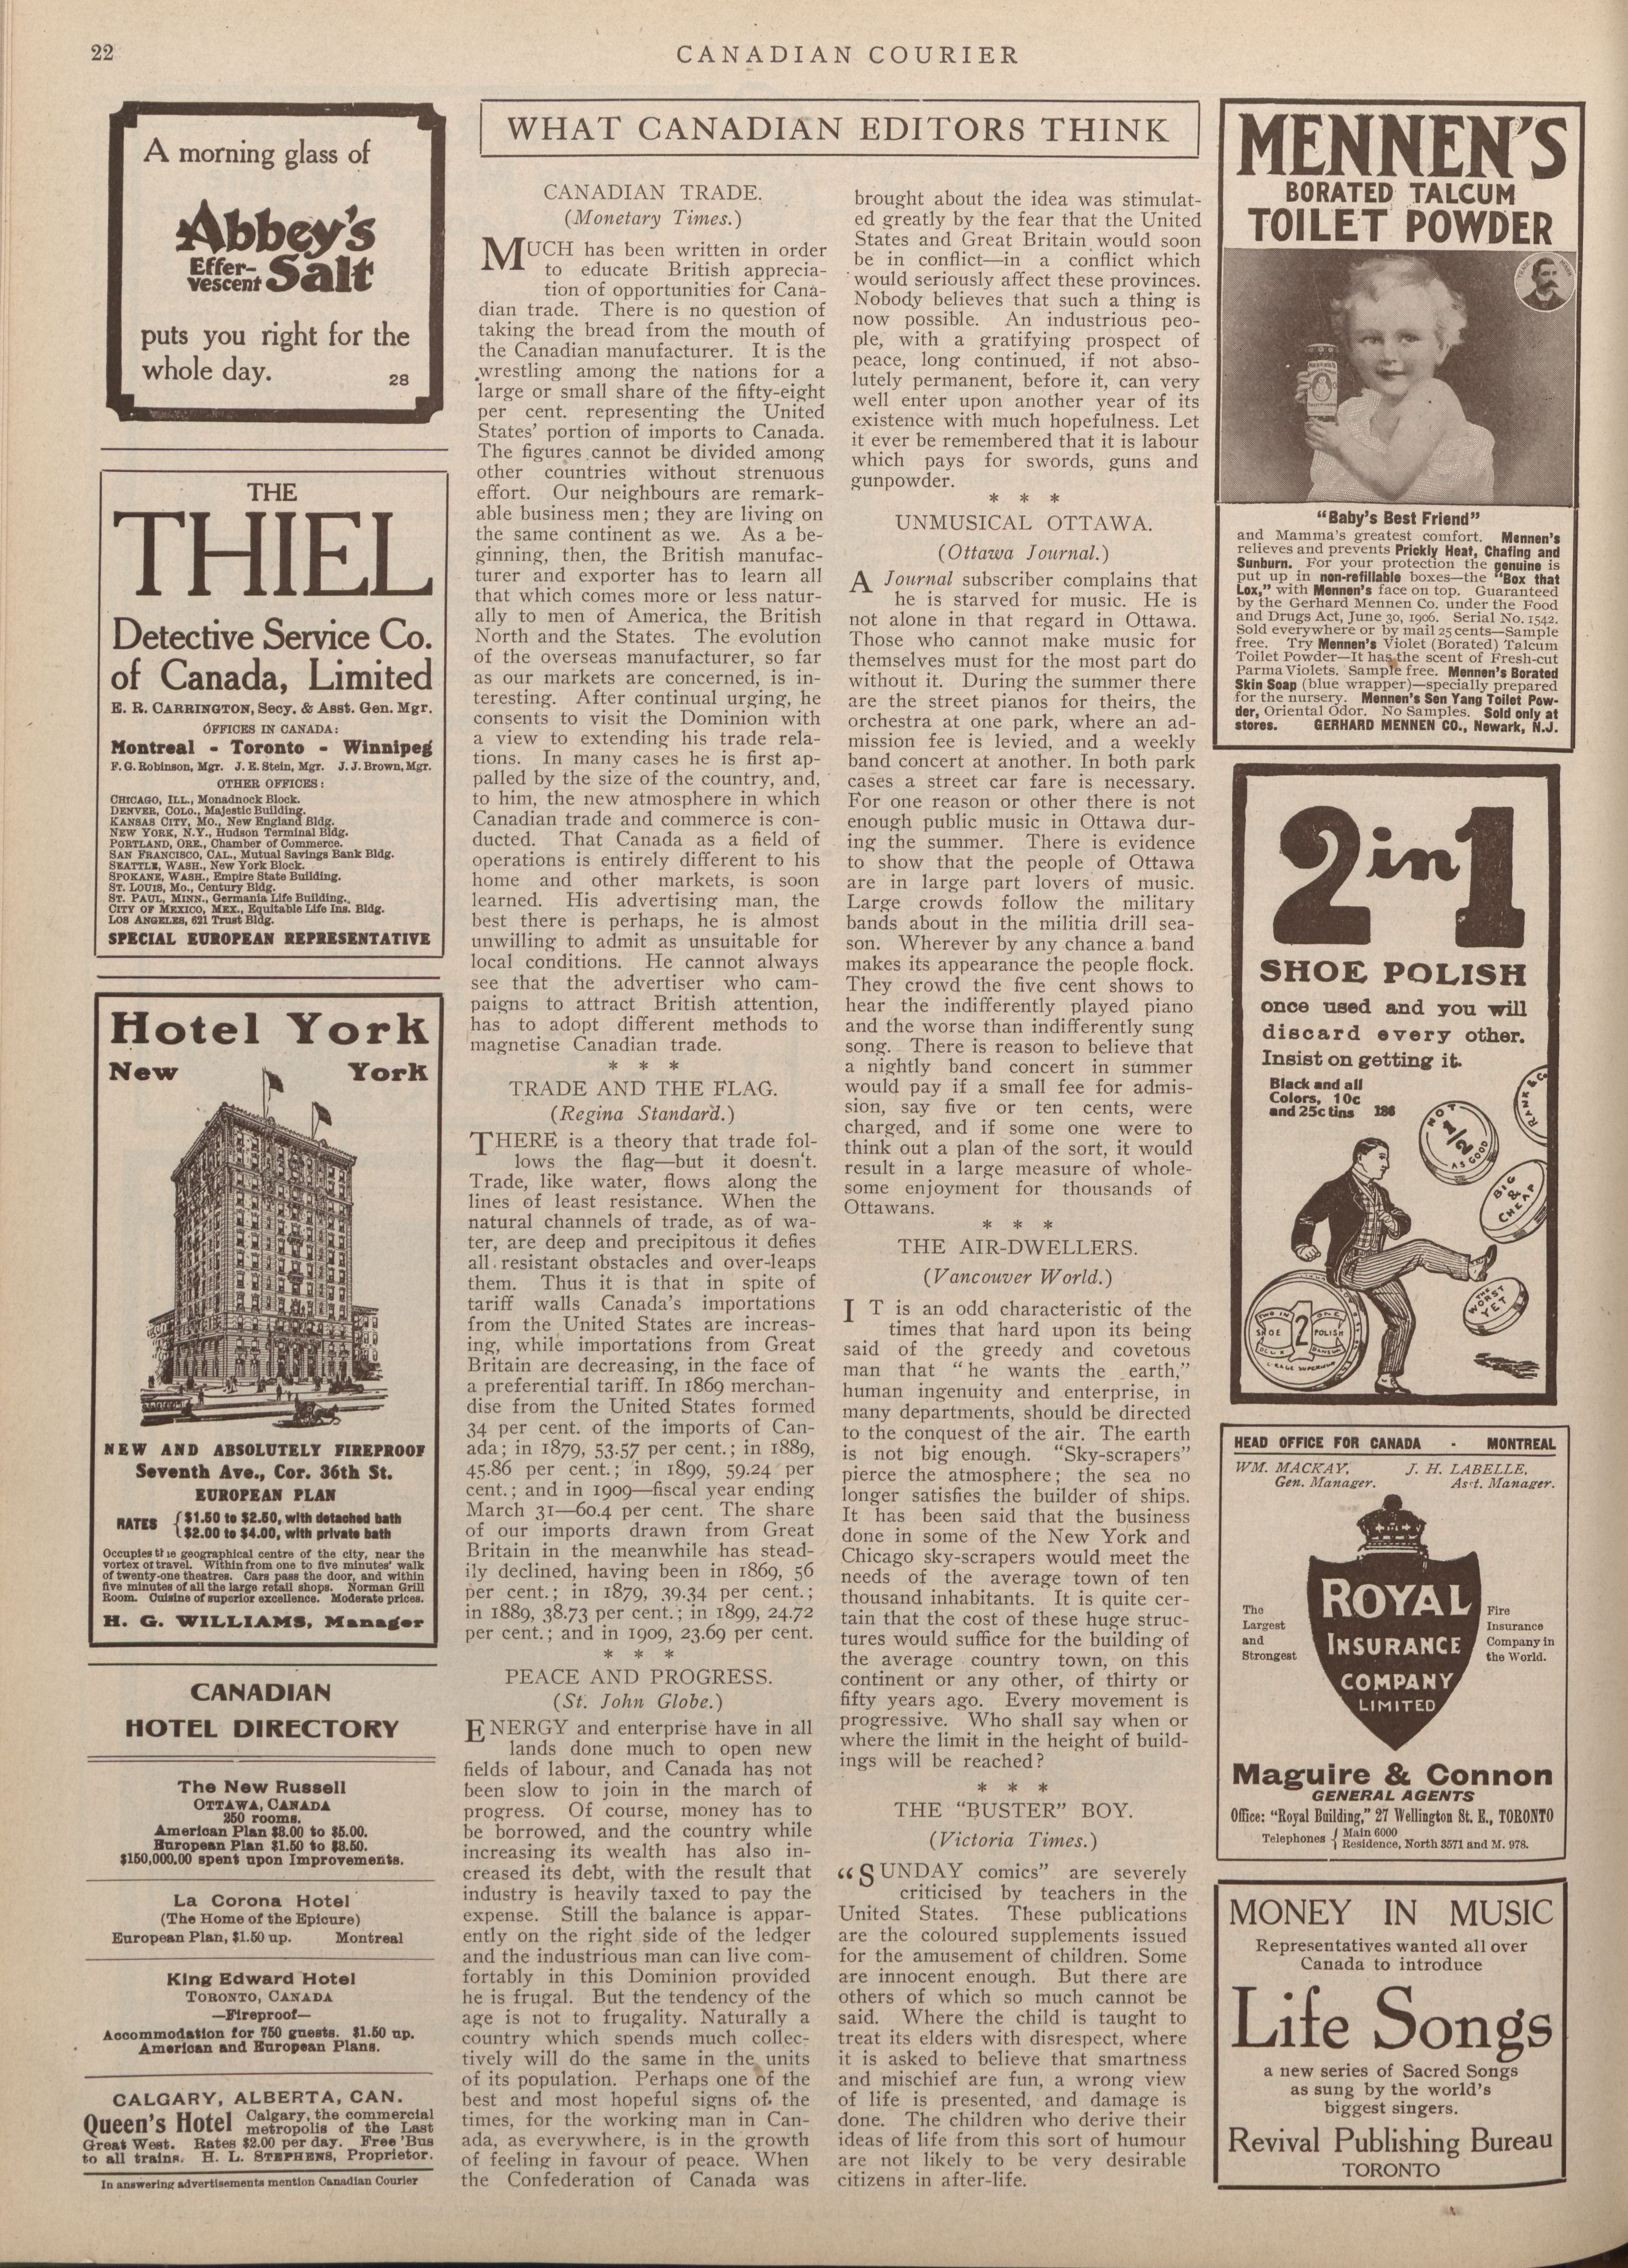 22
CANADIAN COURIER
A morning glass of
Abbey's
Effer-
vescent Salt
puts you right for the
whole day. 28
THE
THIEL
Detective Service Co.
of Canada, Limited
E. R. CARRINGTON, Secy. & Asst. Gen. Mgr.
OFFICES IN CANADA:
Montreal - Toronto - Winnipeg
F. G. Robinson, Mgr. J. E. Stein, Mgr. J. J. Brown, Mgr.
OTHER OFFICES:
CHICAGO, ILL., Monadnock Block.
DENVER, COLO., Majestic Building.
KANSAS CITY, MO., New England Bldg.
NEW YORK, N.Y., Hudson Terminal Bldg.
PORTLAND, ORE., Chamber of Commerce.
SAN FRANCISCO, CAL., Mutual Savings Bank Bldg.
SEATTLE, WASH., New York Block.
SPOKANE, WASH., Empire State Building.
ST. LOUIS, MO., Century Bldg.
ST. PAUL, MINN., Germania Life Building.
CITY OF MEXICO, MEX., Equitable Life Ins. Bldg.
LOS ANGELES, 621 Trust Bldg.
SPECIAL EUROPEAN REPRESENTATIVE
Hotel York
New York
NEW AND ABSOLUTELY FIREPROOF
Seventh Ave., Cor. 36th St.
EUROPEAN PLAN
RATES { $1.50 to $2.50, with detached bath
$2.00 to $4.00, with private bath
Occupies the geographical centre of the city, near the
vortex of travel. Within from one to five minutes' walk
of twenty-one theatres. Cars pass the door, and within
five minutes of all the large retail shops. Norman Grill
Room. Cuisine of superior excellence. Moderate prices.
H. G. WILLIAMS, Manager
CANADIAN
HOTEL DIRECTORY
The New Russell
OTTAWA, CANADA
250 rooms.
American Plan $3.00 to $5.00.
European Plan $1.50 to $3.50.
$150,000.00 spent upon Improvements.
La Corona Hotel
(The Home of the Epicure)
European Plan, $1.50 up. Montreal
King Edward Hotel
TORONTO, CANADA
—Fireproof—
Accommodation for 750 guests. $1.50 up.
American and European Plans.
CALGARY, ALBERTA, CAN.
Queen's Hotel Calgary, the commercial
metropolis of the Last
Great West. Rates $2.00 per day. Free 'Bus
to all trains. H. L. STEPHENS, Proprietor.
In answering advertisements mention Canadian Courier
WHAT CANADIAN EDITORS THINK
CANADIAN TRADE.
(Monetary Times.)
MUCH has been written in order
to educate British apprecia-
tion of opportunities for Cana-
dian trade. There is no question of
taking the bread from the mouth of
the Canadian manufacturer. It is the
wrestling among the nations for a
large or small share of the fifty-eight
per cent. representing the United
States' portion of imports to Canada.
The figures cannot be divided among
other countries without strenuous
effort. Our neighbours are remark-
able business men; they are living on
the same continent as we. As a be-
ginning, then, the British manufac-
turer and exporter has to learn all
that which comes more or less natur-
ally to men of America, the British
North and the States. The evolution
of the overseas manufacturer, so far
as our markets are concerned, is in-
teresting. After continual urging, he
consents to visit the Dominion with
a view to extending his trade rela-
tions. In many cases he is first ap-
palled by the size of the country, and,
to him, the new atmosphere in which
Canadian trade and commerce is con-
ducted. That Canada as a field of
operations is entirely different to his
home and other markets, is soon
learned. His advertising man, the
best there is perhaps, he is almost
unwilling to admit as unsuitable for
local conditions. He cannot always
see that the advertiser who cam-
paigns to attract British attention,
has to adopt different methods to
magnetise Canadian trade.
* * *
TRADE AND THE FLAG.
(Regina Standard.)
THERE is a theory that trade fol-
lows the flag—but it doesn't.
Trade, like water, flows along the
lines of least resistance. When the
natural channels of trade, as of wa-
ter, are deep and precipitous it defies
all resistant obstacles and over-leaps
them. Thus it is that in spite of
tariff walls Canada's importations
from the United States are increas-
ing, while importations from Great
Britain are decreasing, in the face of
a preferential tariff. In 1869 merchan-
dise from the United States formed
34 per cent. of the imports of Can-
ada; in 1879, 53.57 per cent.; in 1889,
45.86 per cent.; in 1899, 59.24 per
cent.; and in 1909—fiscal year ending
March 31—60.4 per cent. The share
of our imports drawn from Great
Britain in the meanwhile has stead-
ily declined, having been in 1869, 56
per cent.; in 1879, 39.34 per cent.;
in 1889, 38.73 per cent.; in 1899, 24.72
per cent.; and in 1909, 23.69 per cent.
* * *
PEACE AND PROGRESS.
(St. John Globe.)
ENERGY and enterprise have in all
lands done much to open new
fields of labour, and Canada has not
been slow to join in the march of
progress. Of course, money has to
be borrowed, and the country while
increasing its wealth has also in-
creased its debt, with the result that
industry is heavily taxed to pay the
expense. Still the balance is appar-
ently on the right side of the ledger
and the industrious man can live com-
fortably in this Dominion provided
he is frugal. But the tendency of the
age is not to frugality. Naturally a
country which spends much collec-
tively will do the same in the units
of its population. Perhaps one of the
best and most hopeful signs of the
times, for the working man in Can-
ada, as everywhere, is in the growth
of feeling in favour of peace. When
the Confederation of Canada was
brought about the idea was stimulat-
ed greatly by the fear that the United
States and Great Britain would soon
be in conflict—in a conflict which
would seriously affect these provinces.
Nobody believes that such a thing is
now possible. An industrious peo-
ple, with a gratifying prospect of
peace, long continued, if not abso-
lutely permanent, before it, can very
well enter upon another year of its
existence with much hopefulness. Let
it ever be remembered that it is labour
which pays for swords, guns and
gunpowder.
* * *
UNMUSICAL OTTAWA.
(Ottawa Journal.)
A Journal subscriber complains that
he is starved for music. He is
not alone in that regard in Ottawa.
Those who cannot make music for
themselves must for the most part do
without it. During the summer there
are the street pianos for theirs, the
orchestra at one park, where an ad-
mission fee is levied, and a weekly
band concert at another. In both park
cases a street car fare is necessary.
For one reason or other there is not
enough public music in Ottawa dur-
ing the summer. There is evidence
to show that the people of Ottawa
are in large part lovers of music.
Large crowds follow the military
bands about in the militia drill sea-
son. Wherever by any chance a band
makes its appearance the people flock.
They crowd the five cent shows to
hear the indifferently played piano
and the worse than indifferently sung
song. There is reason to believe that
a nightly band concert in summer
would pay if a small fee for admis-
sion, say five or ten cents, were
charged, and if some one were to
think out a plan of the sort, it would
result in a large measure of whole-
some enjoyment for thousands of
Ottawans.
* * *
THE AIR-DWELLERS.
(Vancouver World.)
IT is an odd characteristic of the
times that hard upon its being
said of the greedy and covetous
man that "he wants the earth,"
human ingenuity and enterprise, in
many departments, should be directed
to the conquest of the air. The earth
is not big enough. "Sky-scrapers"
pierce the atmosphere; the sea no
longer satisfies the builder of ships.
It has been said that the business
done in some of the New York and
Chicago sky-scrapers would meet the
needs of the average town of ten
thousand inhabitants. It is quite cer-
tain that the cost of these huge struc-
tures would suffice for the building of
the average country town, on this
continent or any other, of thirty or
fifty years ago. Every movement is
progressive. Who shall say when or
where the limit in the height of build-
ings will be reached?
* * *
THE "BUSTER" BOY.
(Victoria Times.)
"SUNDAY comics" are severely
criticised by teachers in the
United States. These publications
are the coloured supplements issued
for the amusement of children. Some
are innocent enough. But there are
others of which so much cannot be
said. Where the child is taught to
treat its elders with disrespect, where
it is asked to believe that smartness
and mischief are fun, a wrong view
of life is presented, and damage is
done. The children who derive their
ideas of life from this sort of humour
are not likely to be very desirable
citizens in after-life.
MENNEN'S
BORATED TALCUM
TOILET POWDER
"Baby's Best Friend"
and Mamma's greatest comfort. Mennen's
relieves and prevents Prickly Heat, Chafing and
Sunburn. For your protection the genuine is
put up in non-refillable boxes—the "Box that
Lox," with Mennen's face on top. Guaranteed
by the Gerhard Mennen Co. under the Food
and Drugs Act, June 30, 1906. Serial No. 1542.
Sold everywhere or by mail 25 cents—Sample
free. Try Mennen's Violet (Borated) Talcum
Toilet Powder—It has the scent of Fresh-cut
Parma Violets. Sample free. Mennen's Borated
Skin Soap (blue wrapper)—specially prepared
for the nursery. Mennen's Sen Yang Toilet Pow-
der, Oriental Odor. No Samples. Sold only at
stores. GERHARD MENNEN CO., Newark, N.J.
2 in 1
SHOE POLISH
once used and you will
discard every other.
Insist on getting it.
Black and all
Colors, 10c
and 25c tins 186
NOT
1/2
AS GOOD
RANK & CO
BIG
&
CHEAP
THE
WORST
YET
2 1
SHOE POLISH
HEAD OFFICE FOR CANADA - MONTREAL
WM. MACKAY, J. H. LABELLE,
Gen. Manager. Asst. Manager.
The
Largest
and
Strongest
ROYAL
INSURANCE
COMPANY
LIMITED
Fire
Insurance
Company in
the World.
Maguire & Connon
GENERAL AGENTS
Office: "Royal Building," 27 Wellington St. E., TORONTO
Telephones { Main 6000
Residence, North 3571 and M. 978.
MONEY IN MUSIC
Representatives wanted all over
Canada to introduce
Life Songs
a new series of Sacred Songs
as sung by the world's
biggest singers.
Revival Publishing Bureau
TORONTO